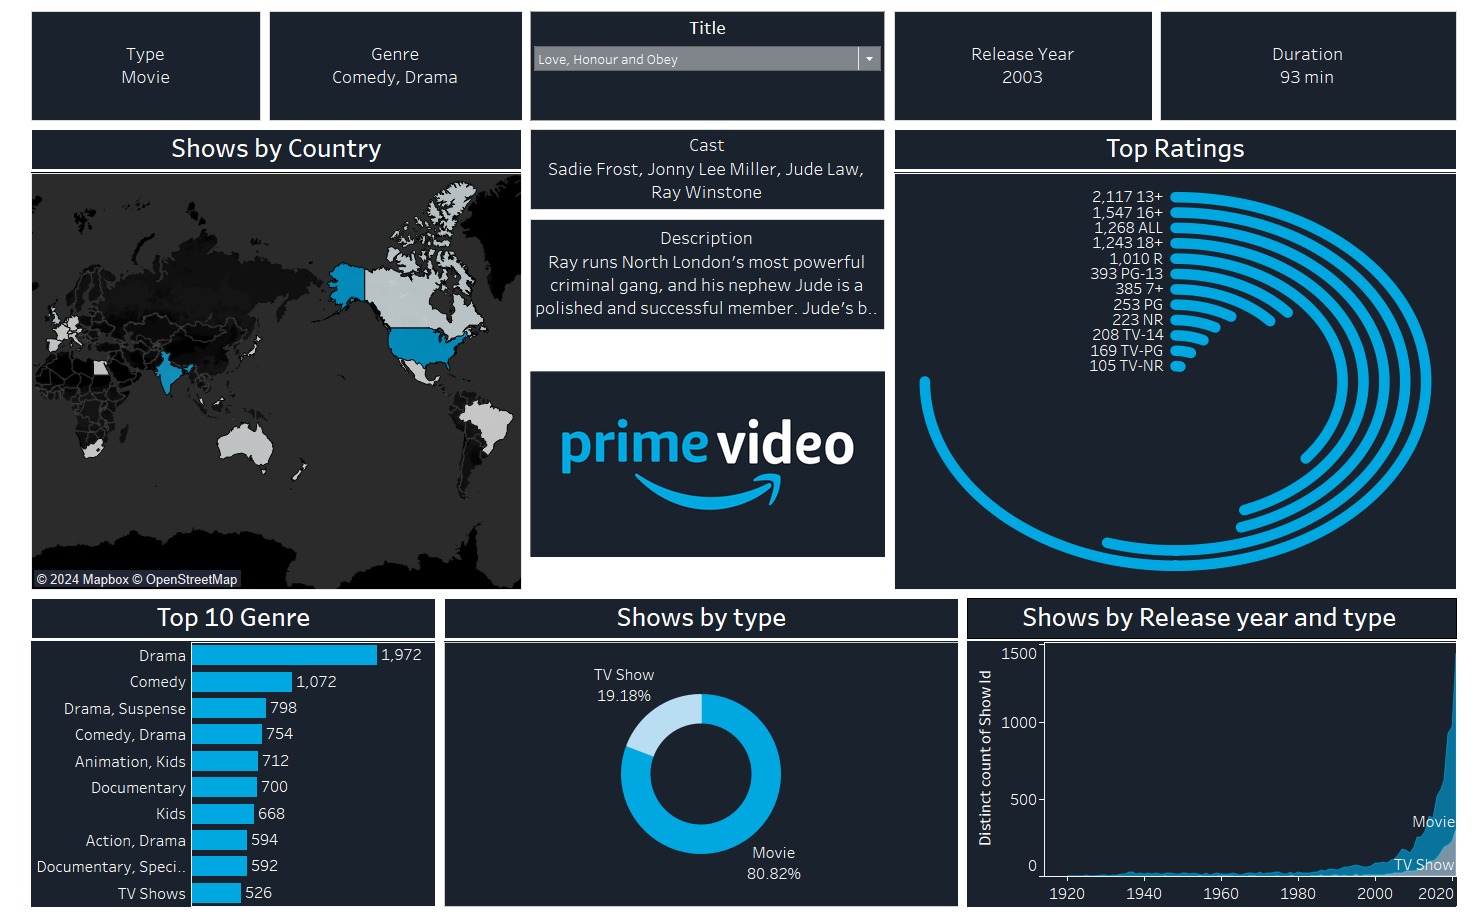 Type
Movie
Genre
Comedy, Drama
Title
Love, Honour and Obey
Release Year
2003
Duration
93 min
Shows by Country
© 2024 Mapbox © OpenStreetMap
Cast
Sadie Frost, Jonny Lee Miller, Jude Law,
Ray Winstone
Description
Ray runs North London's most powerful
criminal gang, and his nephew Jude is a
polished and successful member. Jude's b..
prime video
Top Ratings
2,117 13+
1,547 16+
1,268 ALL
1,243 18+
1,010 R
393 PG-13
385 7+
253 PG
223 NR
208 TV-14
169 TV-PG
105 TV-NR
Top 10 Genre
Drama 1,972
Comedy 1,072
Drama, Suspense 798
Comedy, Drama 754
Animation, Kids 712
Documentary 700
Kids 668
Action, Drama 594
Documentary, Speci.. 592
TV Shows 526
Shows by type
TV Show
19.18%
Movie
80.82%
Shows by Release year and type
Distinct count of Show Id
1500
1000
500
0
Movie
TV Show
1920 1940 1960 1980 2000 2020